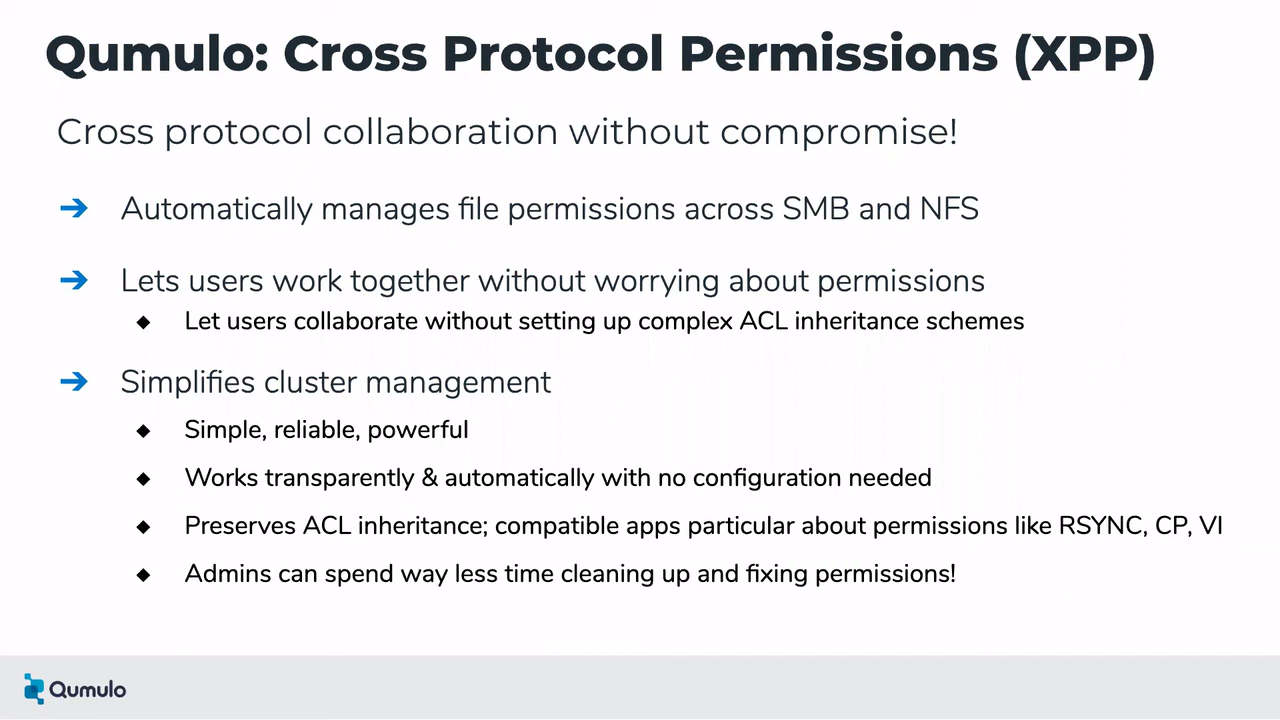 Qumulo: Cross Protocol Permissions (XPP)
Cross protocol collaboration without compromise!
➔ Automatically manages file permissions across SMB and NFS
➔ Lets users work together without worrying about permissions
◆ Let users collaborate without setting up complex ACL inheritance schemes
➔ Simplifies cluster management
◆ Simple, reliable, powerful
◆ Works transparently & automatically with no configuration needed
◆ Preserves ACL inheritance; compatible apps particular about permissions like RSYNC, CP, VI
◆ Admins can spend way less time cleaning up and fixing permissions!
Qumulo